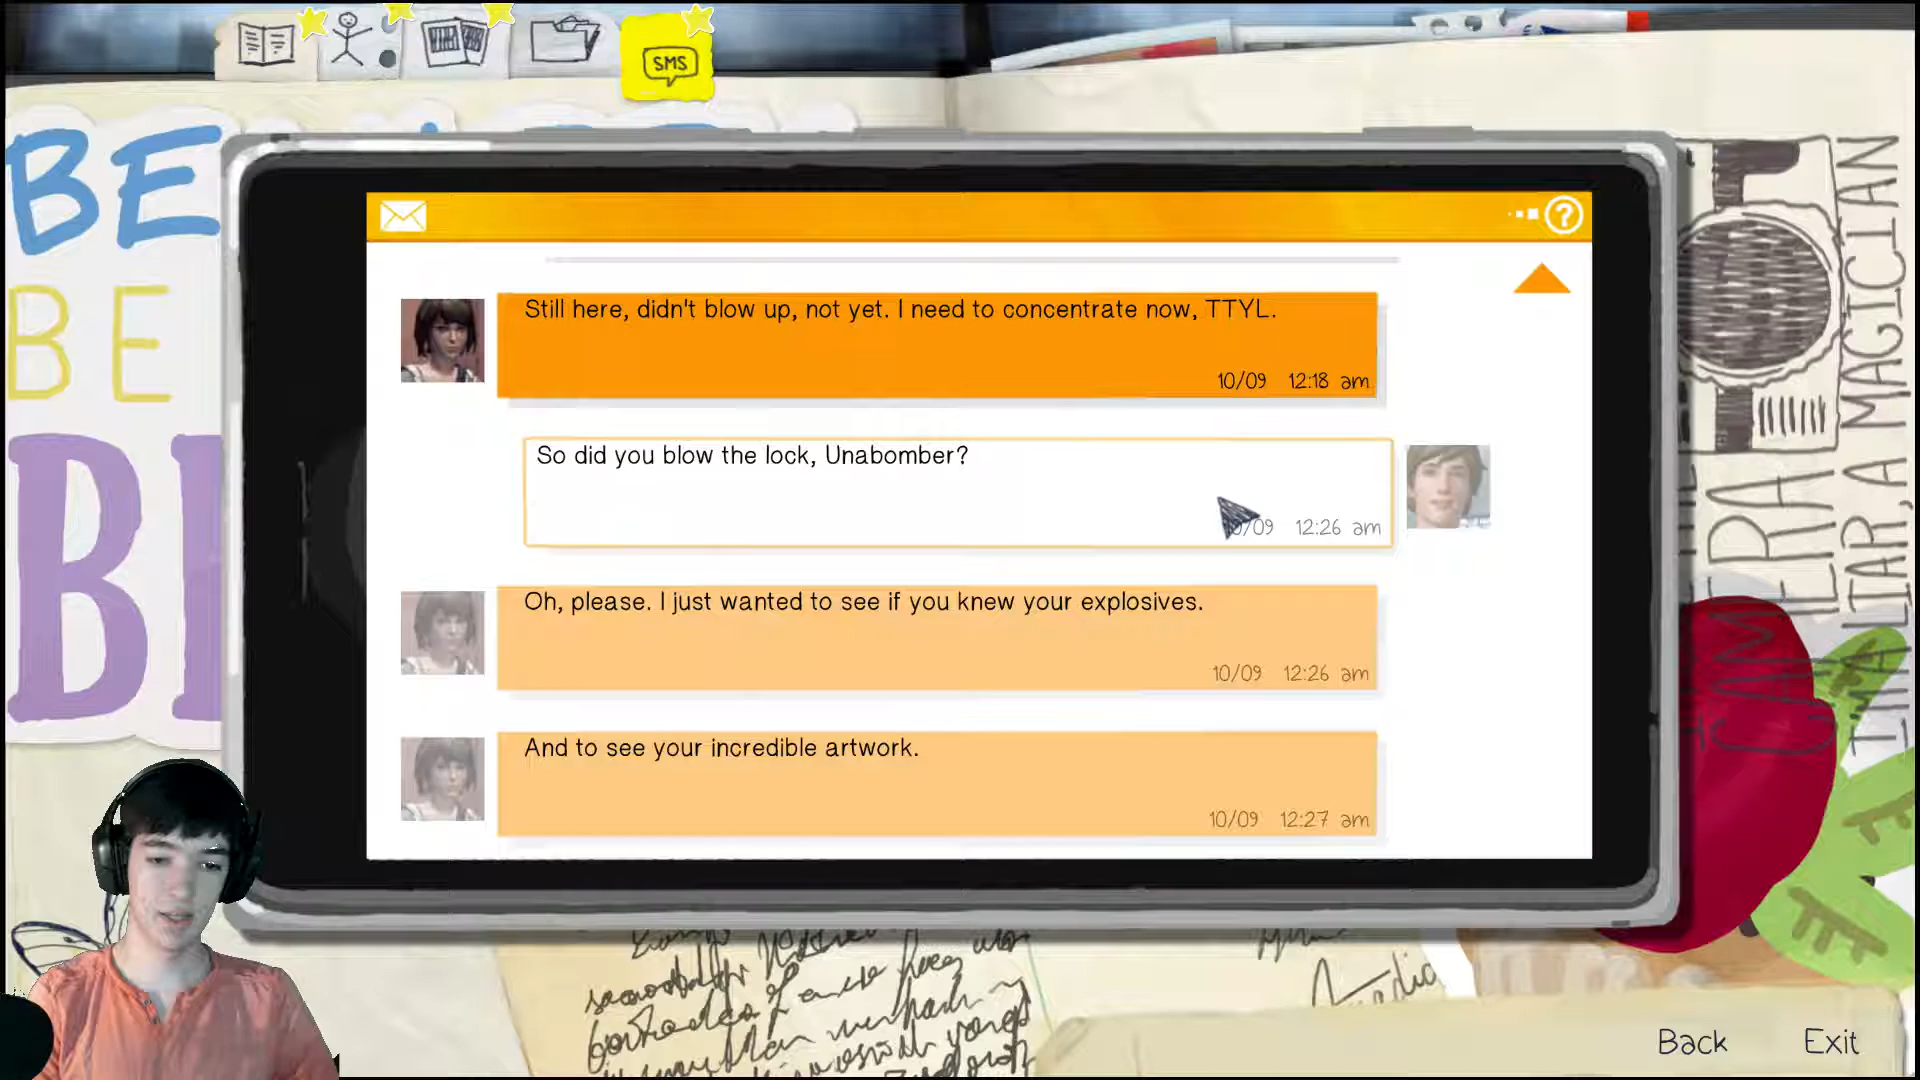 SMS
BE
BE
Still here, didn't blow up, not yet. I need to concentrate now, TTYL.
10/09 12:18 am
So did you blow the lock, Unabomber?
12:26 am
Oh, please. I just wanted to see if you knew your explosives.
10/09 12:26 am
And to see your incredible artwork.
10/09 12:27 am
CAMERA
LIAR, A MAGICIAN
Back
Exit